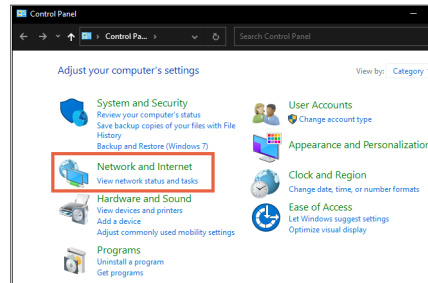 Control Panel
Control Pa...
Search Control Panel
Adjust your computer's settings
View by: Category
System and Security
Review your computer's status
Save backup copies of your files with File
History
Backup and Restore (Windows 7)
Network and Internet
View network status and tasks
Hardware and Sound
View devices and printers
Add a device
Adjust commonly used mobility settings
Programs
Uninstall a program
Get programs
User Accounts
Change account type
Appearance and Personalization
Clock and Region
Change date, time, or number formats
Ease of Access
Let Windows suggest settings
Optimize visual display